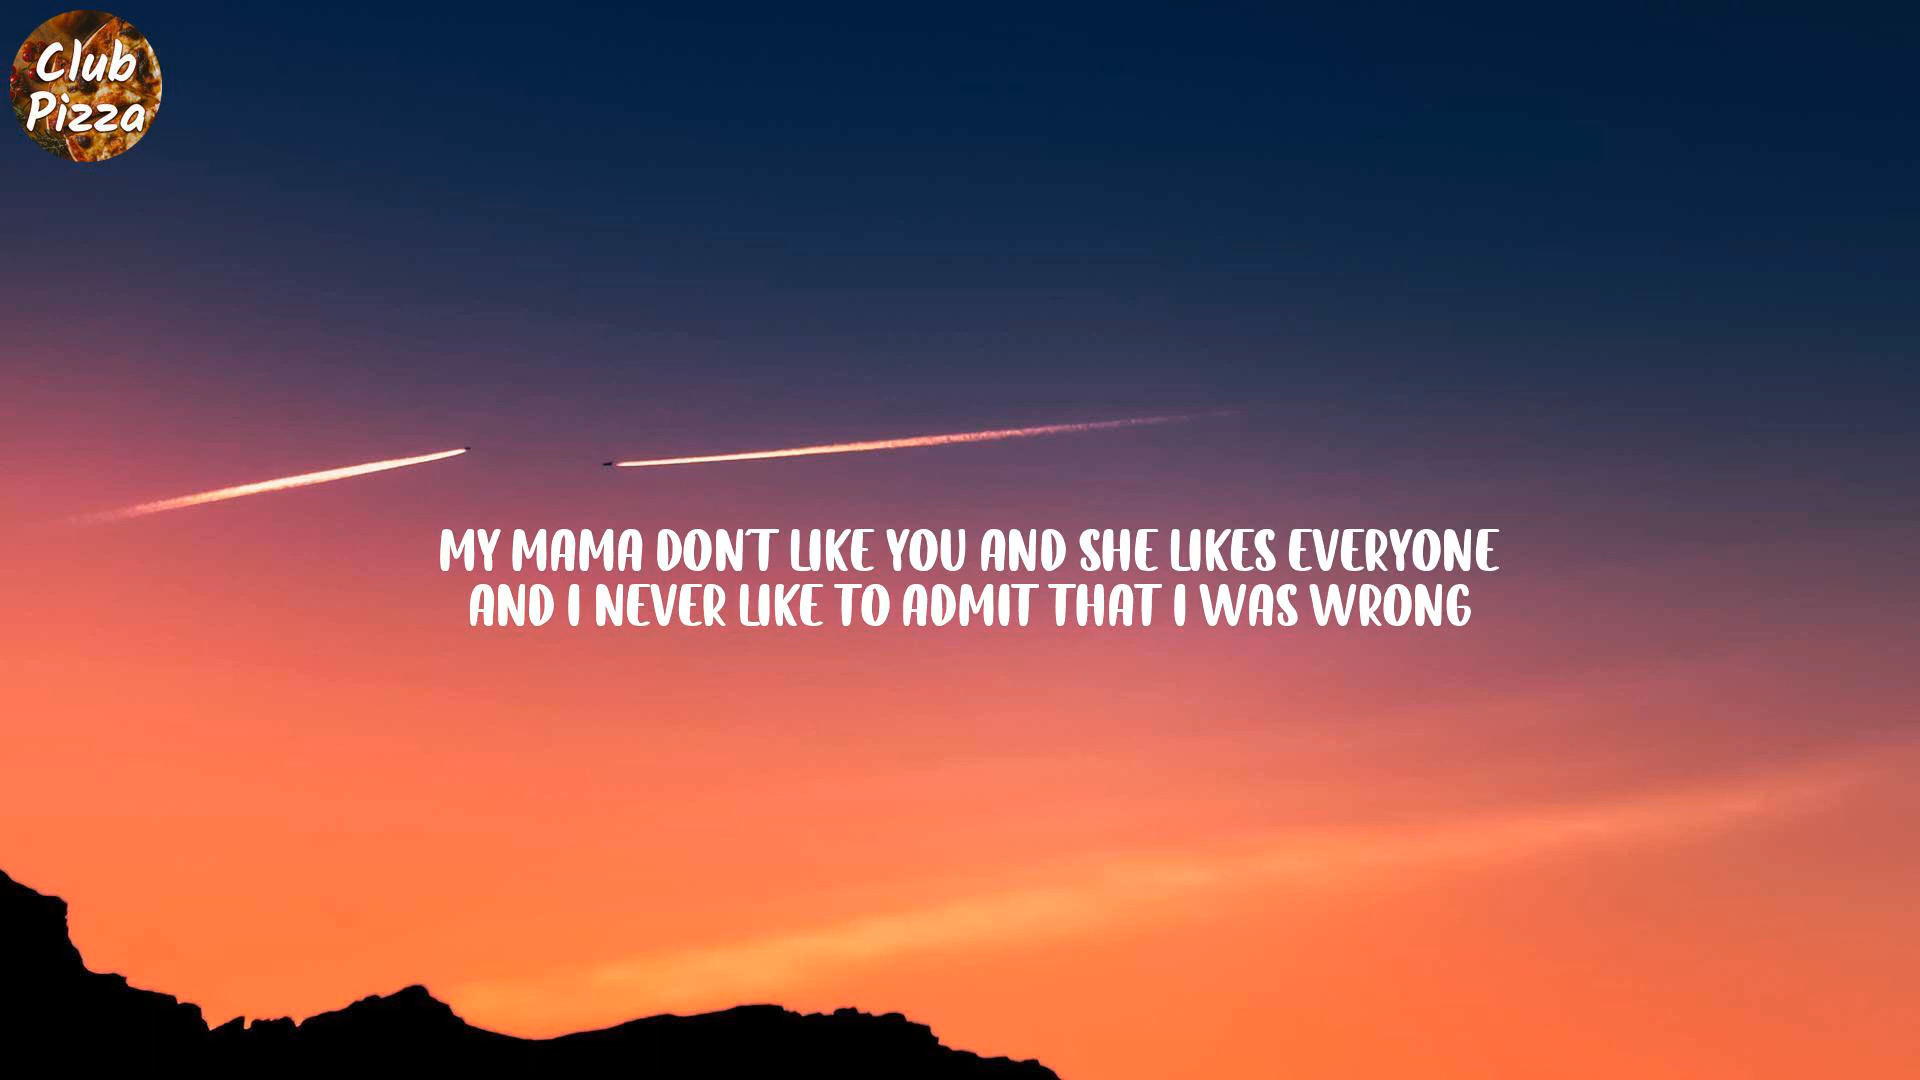 Club
Pizza
MY MAMA DON'T LIKE YOU AND SHE LIKES EVERYONE
AND I NEVER LIKE TO ADMIT THAT I WAS WRONG